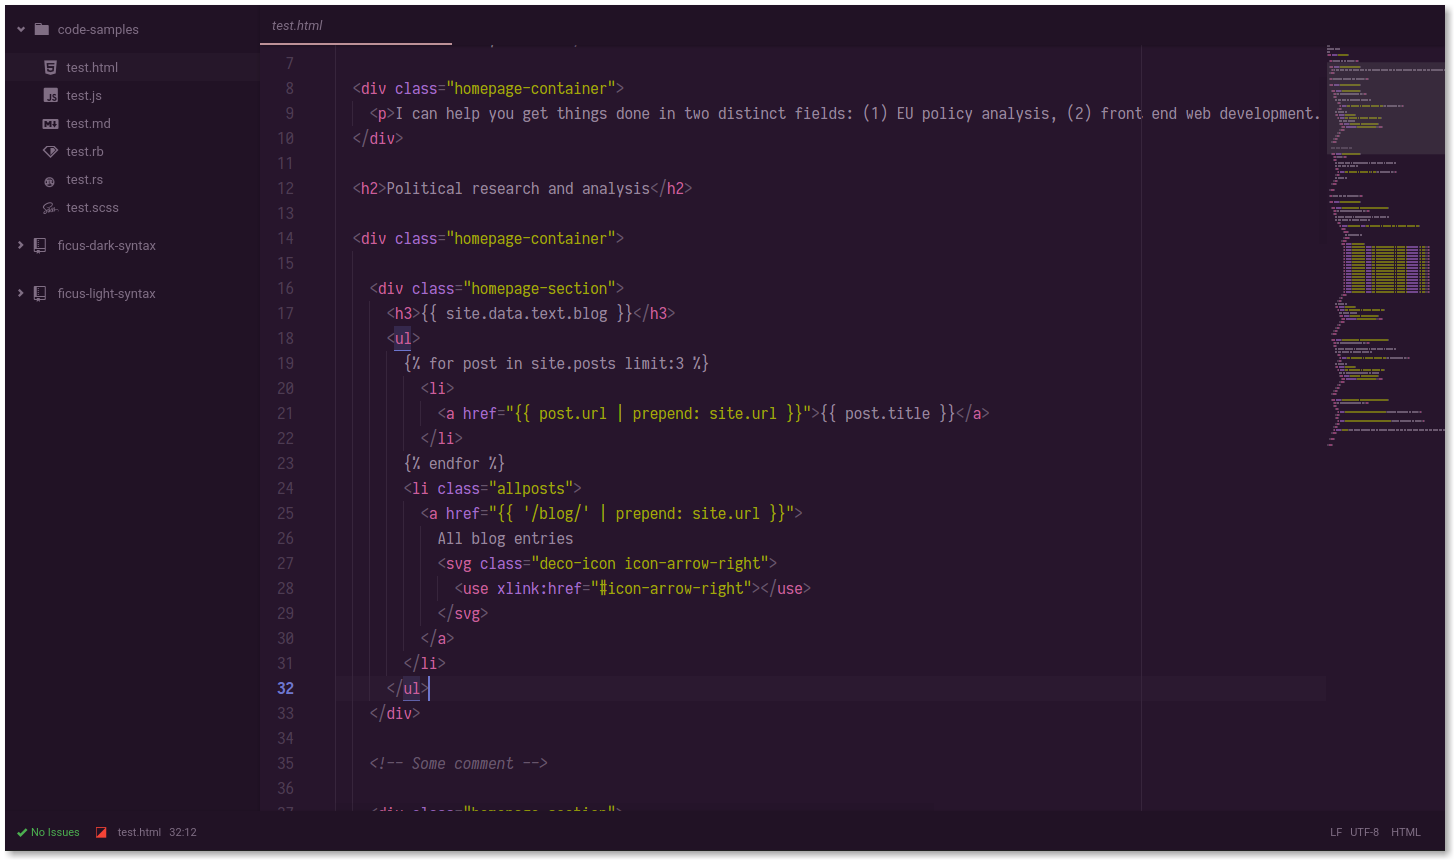 code-samples
test.html
test.js
test.md
test.rb
test.rs
test.scss
ficus-dark-syntax
ficus-light-syntax
test.html
7
8 <div class="homepage-container">
9 <p>I can help you get things done in two distinct fields: (1) EU policy analysis, (2) front end web development.
10 </div>
11
12 <h2>Political research and analysis</h2>
13
14 <div class="homepage-container">
15
16 <div class="homepage-section">
17 <h3>{{ site.data.text.blog }}</h3>
18 <ul>
19 {% for post in site.posts limit:3 %}
20 <li>
21 <a href="{{ post.url | prepend: site.url }}">{{ post.title }}</a>
22 </li>
23 {% endfor %}
24 <li class="allposts">
25 <a href="{{ '/blog/' | prepend: site.url }}">
26 All blog entries
27 <svg class="deco-icon icon-arrow-right">
28 <use xlink:href="#icon-arrow-right"></use>
29 </svg>
30 </a>
31 </li>
32 </ul>
33 </div>
34
35 <!-- Some comment -->
36
37 <div class="homepage-section">
No Issues test.html 32:12 LF UTF-8 HTML